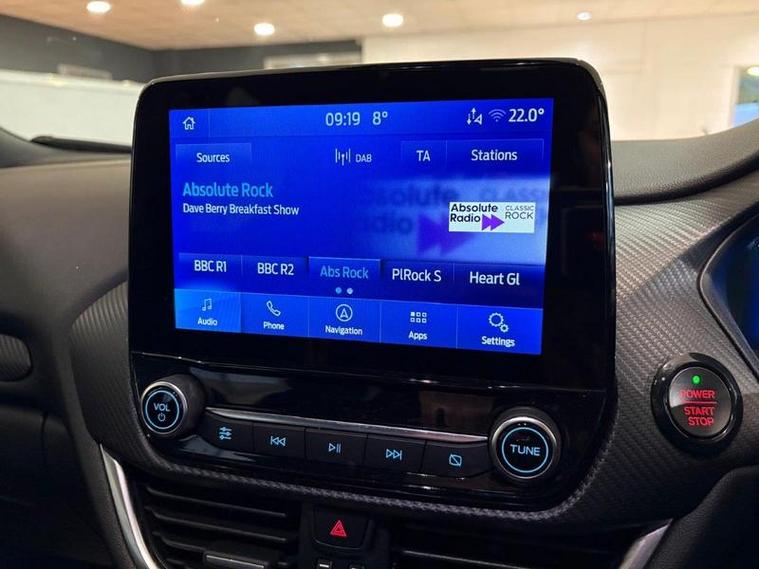 09:19 8° 22.0°
Sources DAB TA Stations
Absolute Rock
Dave Berry Breakfast Show
Absolute Radio CLASSIC ROCK
BBC R1 BBC R2 Abs Rock PlRock S Heart Gl
Audio Phone Navigation Apps Settings
VOL
TUNE
POWER
START
STOP